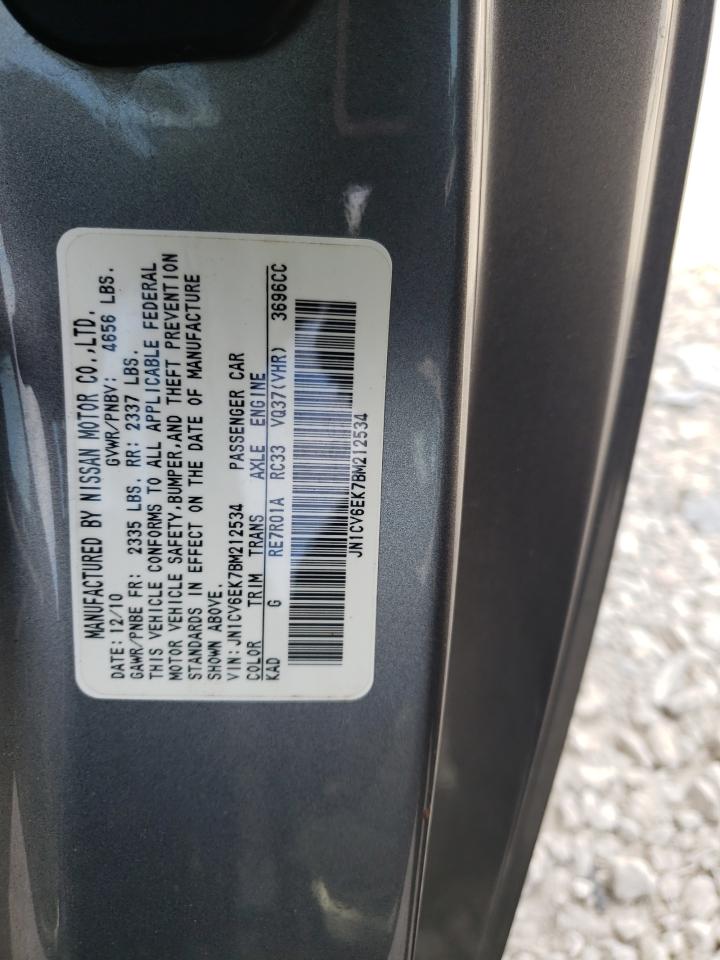 MANUFACTURED BY NISSAN MOTOR CO.,LTD.
DATE: 12/10 GVWR/PNBV: 4656 LBS.
GAWR/PNBE FR: 2335 LBS. RR: 2337 LBS.
THIS VEHICLE CONFORMS TO ALL APPLICABLE FEDERAL
MOTOR VEHICLE SAFETY,BUMPER,AND THEFT PREVENTION
STANDARDS IN EFFECT ON THE DATE OF MANUFACTURE
SHOWN ABOVE.
VIN:JN1CV6EK7BM212534 PASSENGER CAR
COLOR TRIM TRANS AXLE ENGINE
KAD G RE7R01A RC33 VQ37(VHR) 3696CC
JN1CV6EK7BM212534